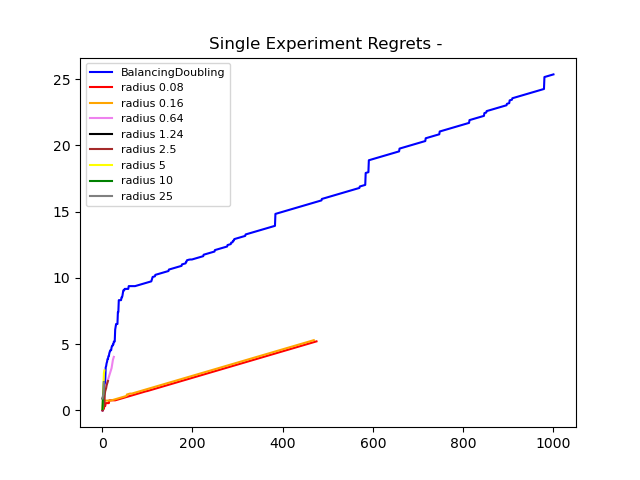 Single Experiment Regrets -
BalancingDoubling
radius 0.08
radius 0.16
radius 0.64
radius 1.24
radius 2.5
radius 5
radius 10
radius 25
25
20
15
10
5
0
0 200 400 600 800 1000